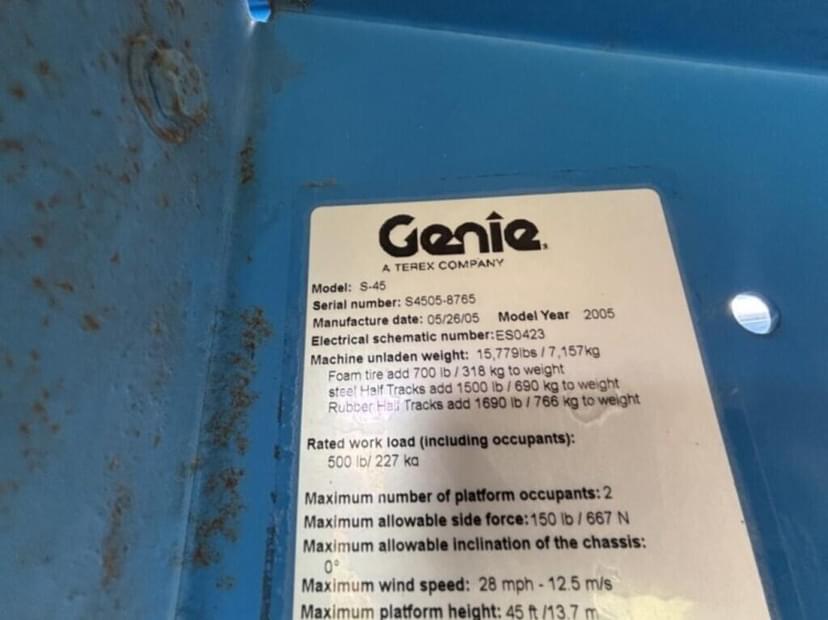 Genie
A TEREX COMPANY
Model: S-45
Serial number: S4505-8765
Manufacture date: 05/26/05 Model Year 2005
Electrical schematic number:ES0423
Machine unladen weight: 15,779lbs / 7,157kg
Foam tire add 700 lb / 318 kg to weight
steel Half Tracks add 1500 lb / 690 kg to weight
Rubber Half Tracks add 1690 lb / 766 kg to weight
Rated work load (including occupants):
500 lb/ 227 kg
Maximum number of platform occupants: 2
Maximum allowable side force: 150 lb / 667 N
Maximum allowable inclination of the chassis:
0°
Maximum wind speed: 28 mph - 12.5 m/s
Maximum platform height: 45 ft /13.7 m